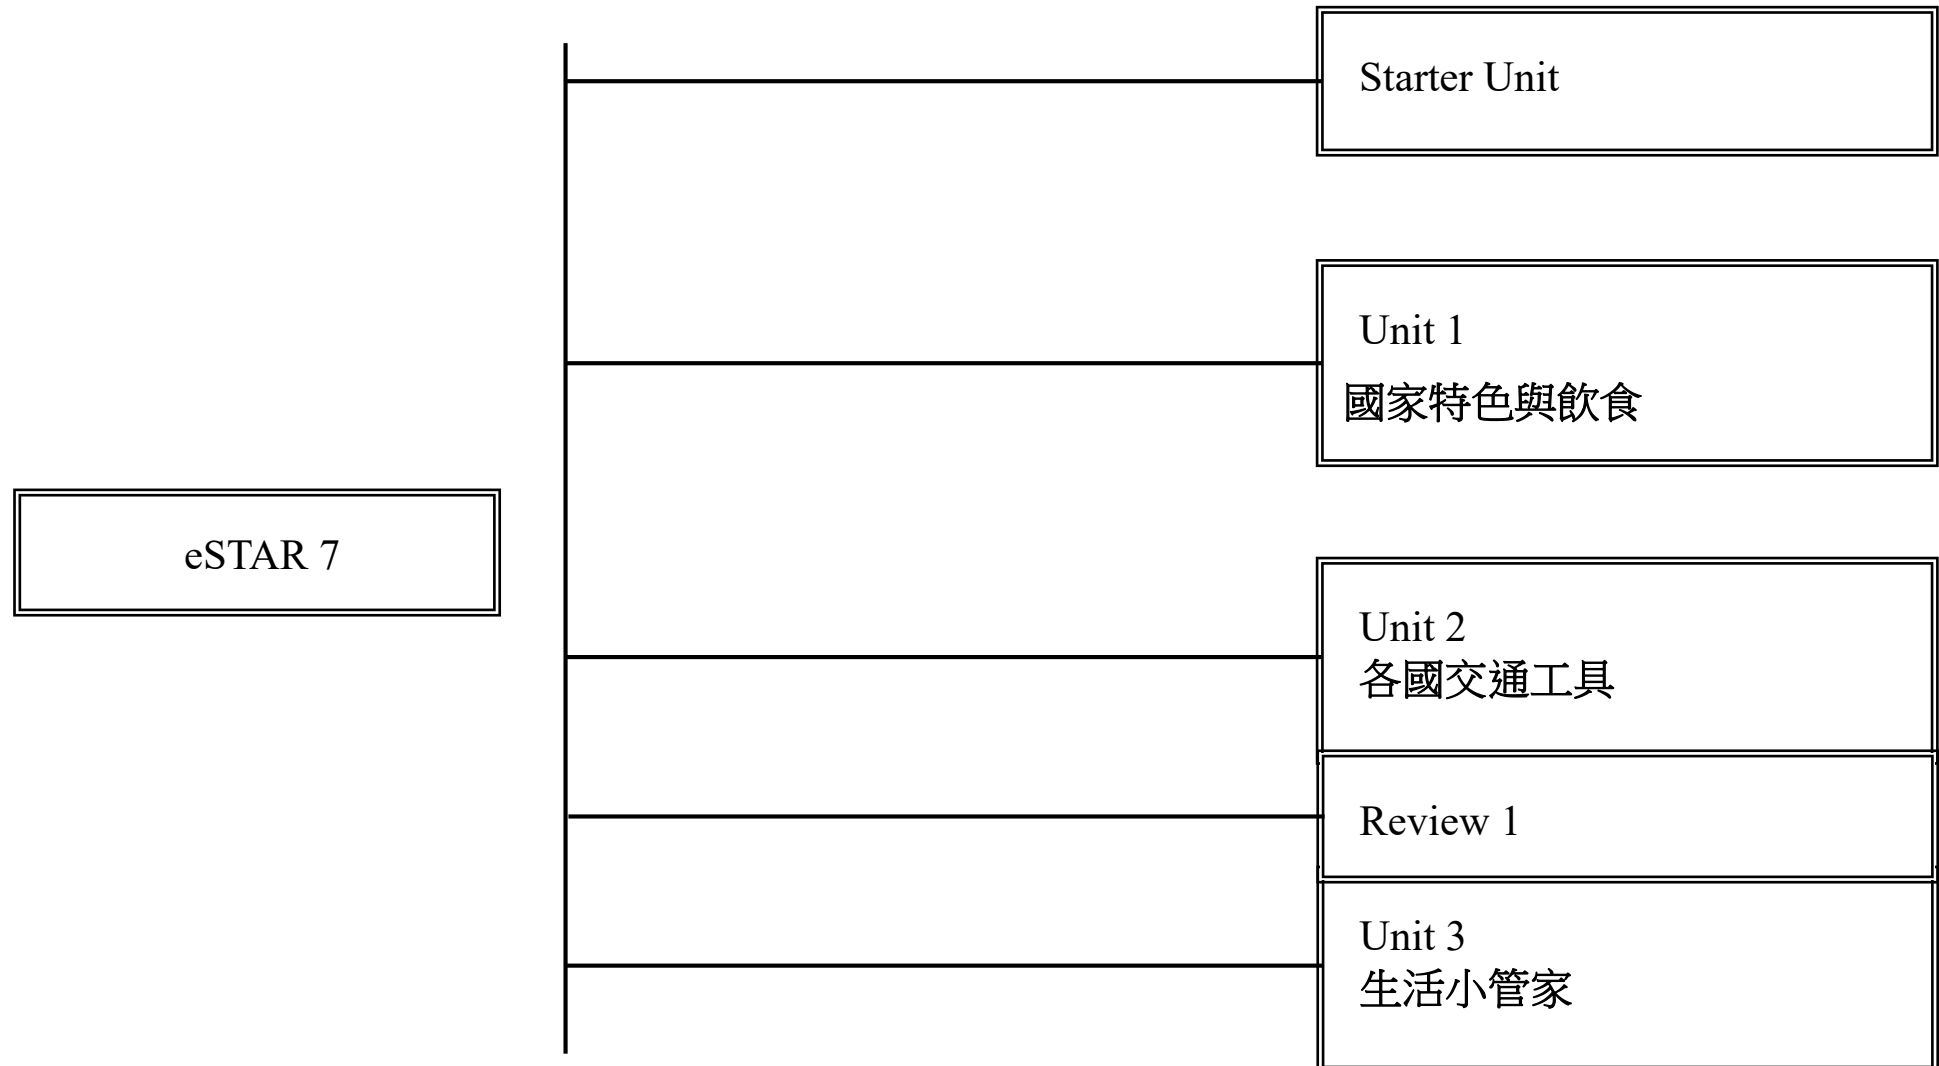 Starter Unit
Unit 1
國家特色與飲食
eSTAR 7
Unit 2
各國交通工具
Review 1
Unit 3
生活小管家